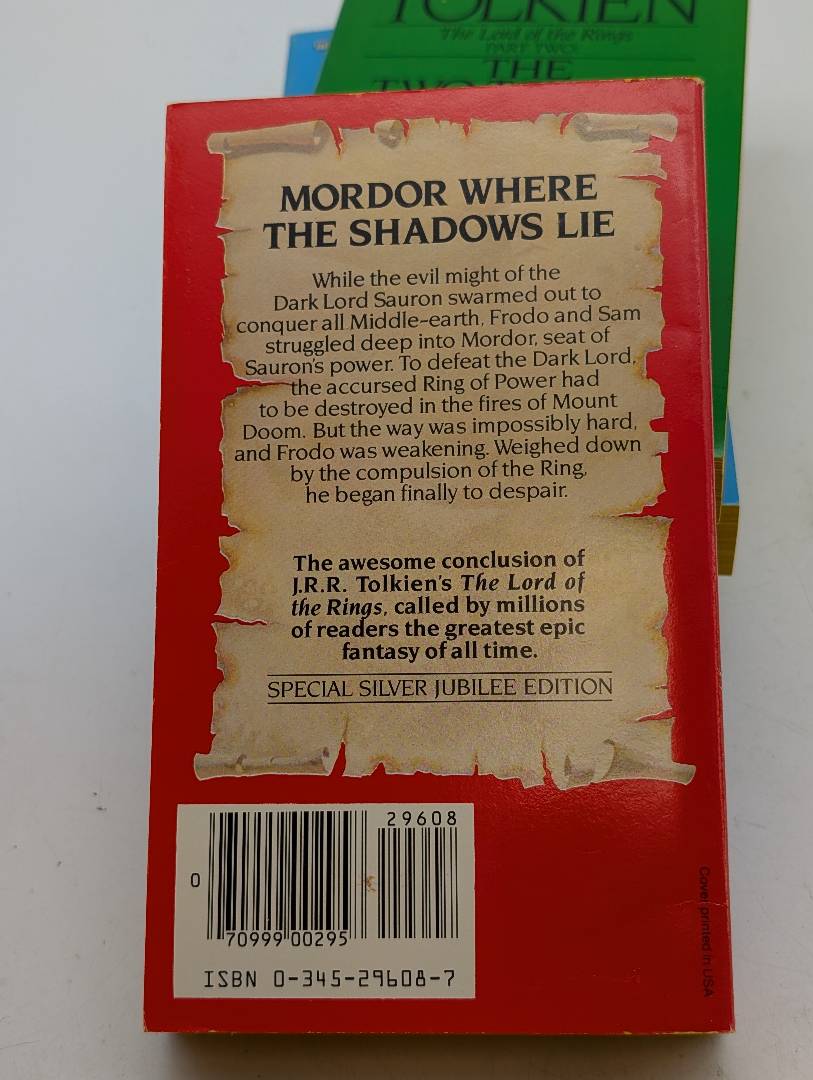 TOLKIEN
The Lord of the Rings
PART TWO
THE
MORDOR WHERE
THE SHADOWS LIE
While the evil might of the
Dark Lord Sauron swarmed out to
conquer all Middle-earth, Frodo and Sam
struggled deep into Mordor, seat of
Sauron's power. To defeat the Dark Lord,
the accursed Ring of Power had
to be destroyed in the fires of Mount
Doom. But the way was impossibly hard,
and Frodo was weakening. Weighed down
by the compulsion of the Ring,
he began finally to despair.
The awesome conclusion of
J.R.R. Tolkien's The Lord of
the Rings, called by millions
of readers the greatest epic
fantasy of all time.
SPECIAL SILVER JUBILEE EDITION
29608
0
70999 00295
ISBN 0-345-29608-7
Cover printed in USA